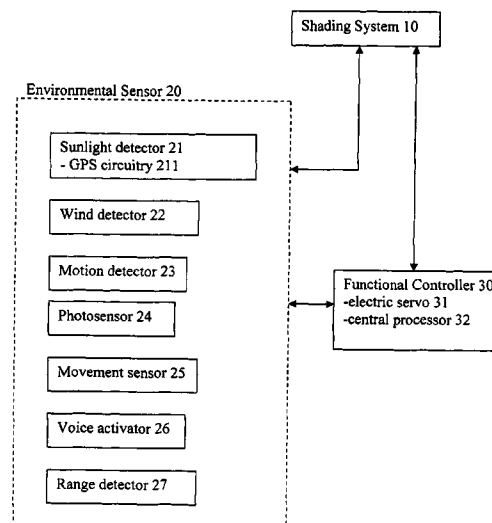 Shading System 10
Environmental Sensor 20
Sunlight detector 21
- GPS circuitry 211
Wind detector 22
Motion detector 23
Photosensor 24
Movement sensor 25
Voice activator 26
Range detector 27
Functional Controller 30
-electric servo 31
-central processor 32